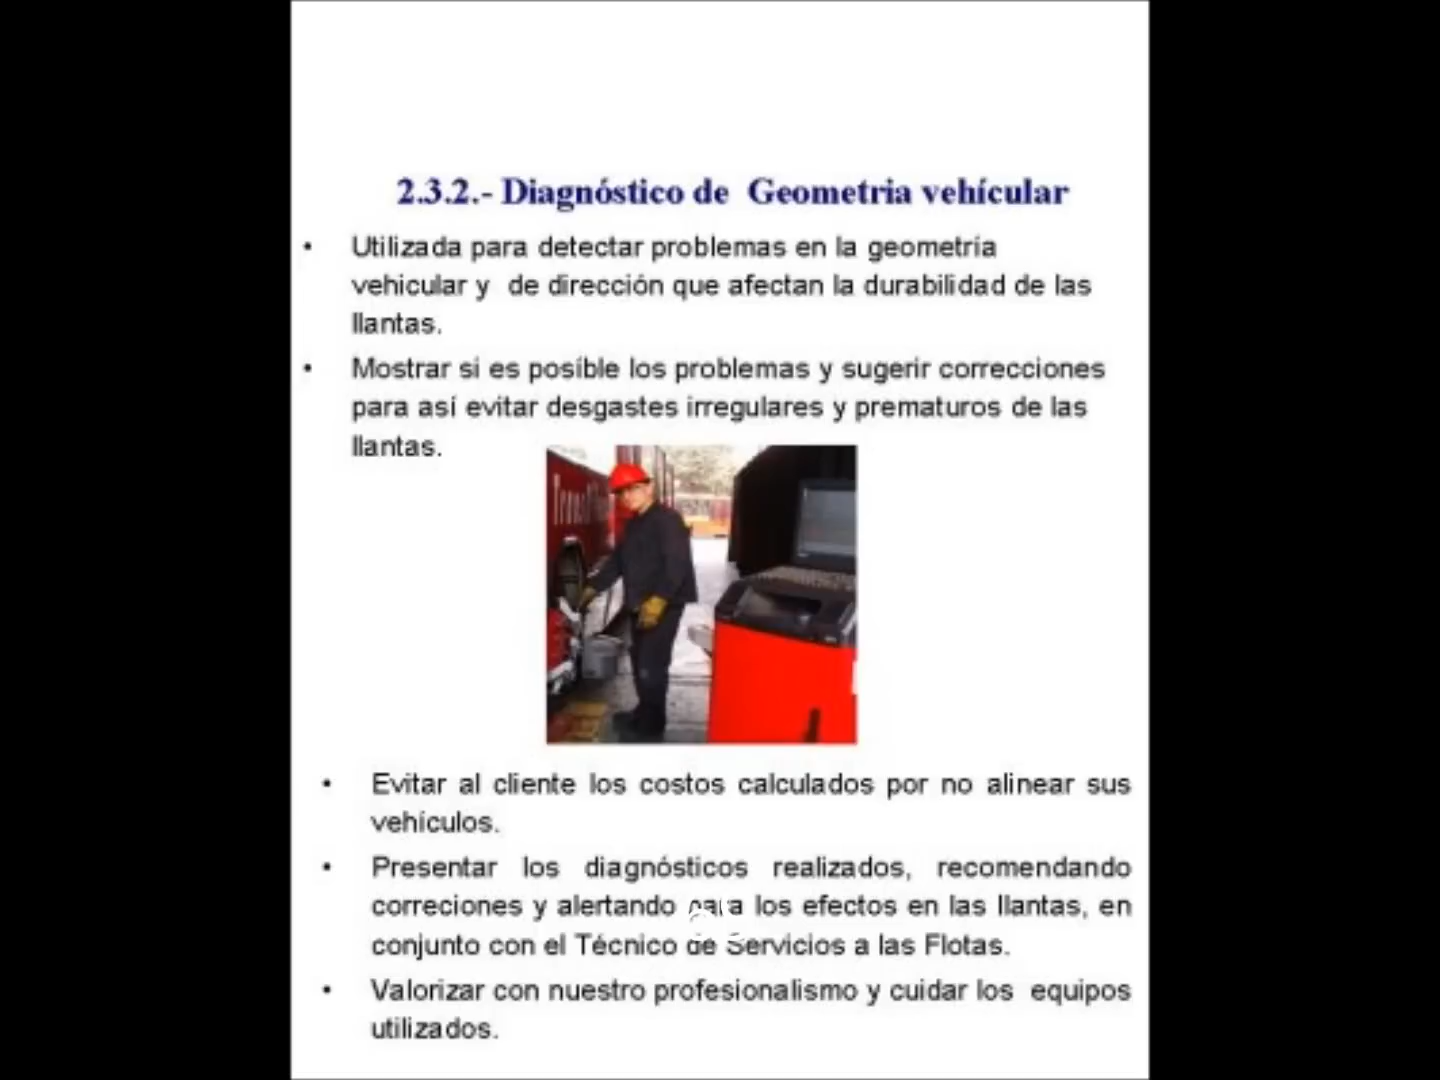 2.3.2.- Diagnóstico de Geometria vehícular
• Utilizada para detectar problemas en la geometría
vehicular y de dirección que afectan la durabilidad de las
llantas.
• Mostrar si es posible los problemas y sugerir correcciones
para así evitar desgastes irregulares y prematuros de las
llantas.
• Evitar al cliente los costos calculados por no alinear sus
vehículos.
• Presentar los diagnósticos realizados, recomendando
correciones y alertando para los efectos en las llantas, en
conjunto con el Técnico de Servicios a las Flotas.
• Valorizar con nuestro profesionalismo y cuidar los equipos
utilizados.